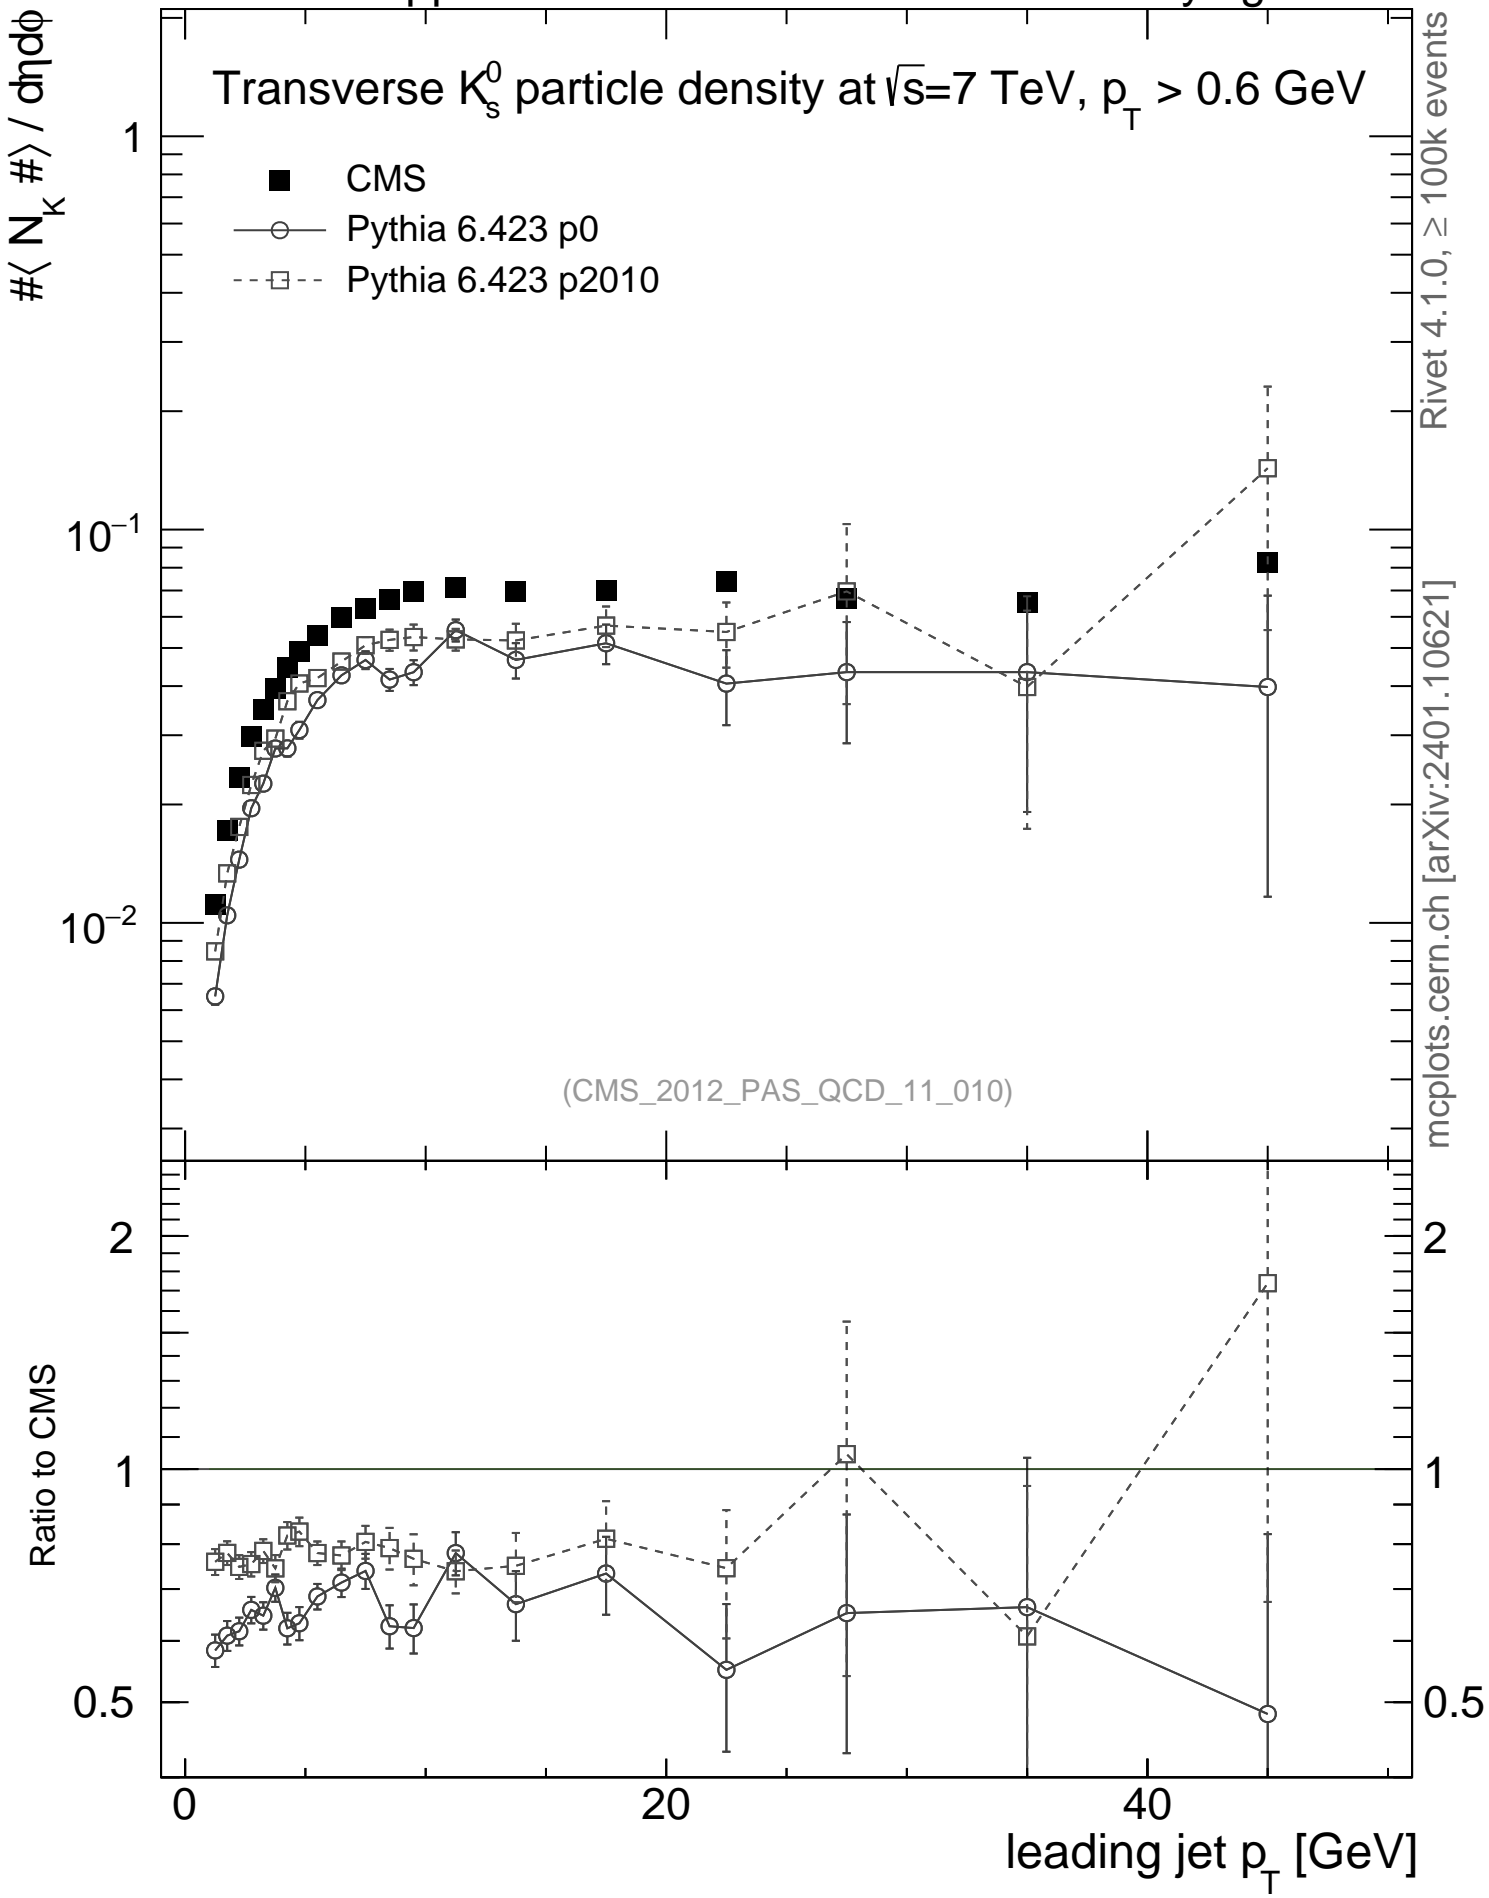 Transverse K⁰ₛ particle density at √s=7 TeV, p_T > 0.6 GeV
CMS
Pythia 6.423 p0
Pythia 6.423 p2010
#⟨ N_K #⟩ / dηdϕ
1
10⁻¹
10⁻²
(CMS_2012_PAS_QCD_11_010)
Rivet 4.1.0, ≥ 100k events
mcplots.cern.ch [arXiv:2401.10621]
Ratio to CMS
2
1
0.5
2
1
0.5
0
20
40
leading jet p_T [GeV]